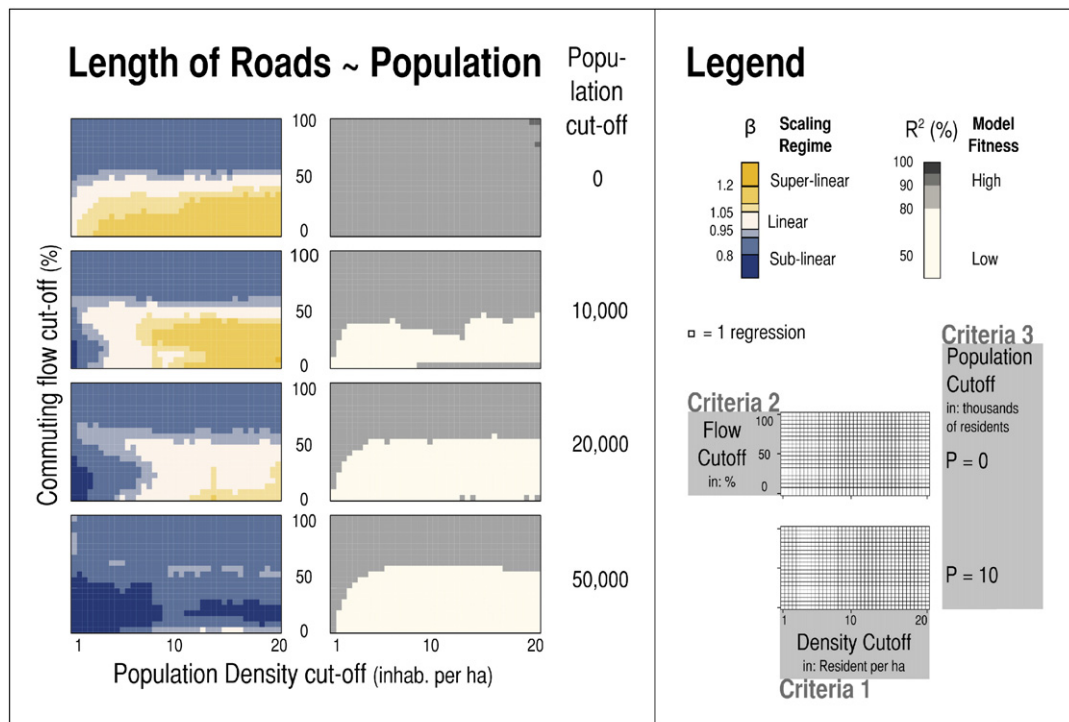 Length of Roads ~ Population
Popu-
lation
cut-off
100
50
0
0
100
50
0
10,000
100
50
0
20,000
100
50
0
50,000
Commuting flow cut-off (%)
1 10 20 1 10 20
Population Density cut-off (inhab. per ha)
Legend
β Scaling
Regime
1.2
1.05
0.95
0.8
Super-linear
Linear
Sub-linear
R² (%) Model
Fitness
100
90
80
50
High
Low
= 1 regression
Criteria 3
Population
Cutoff
in: thousands
of residents
P = 0
P = 10
Criteria 2
Flow
Cutoff
in: %
100
50
0
1 10 20
1 10 20
Density Cutoff
in: Resident per ha
Criteria 1